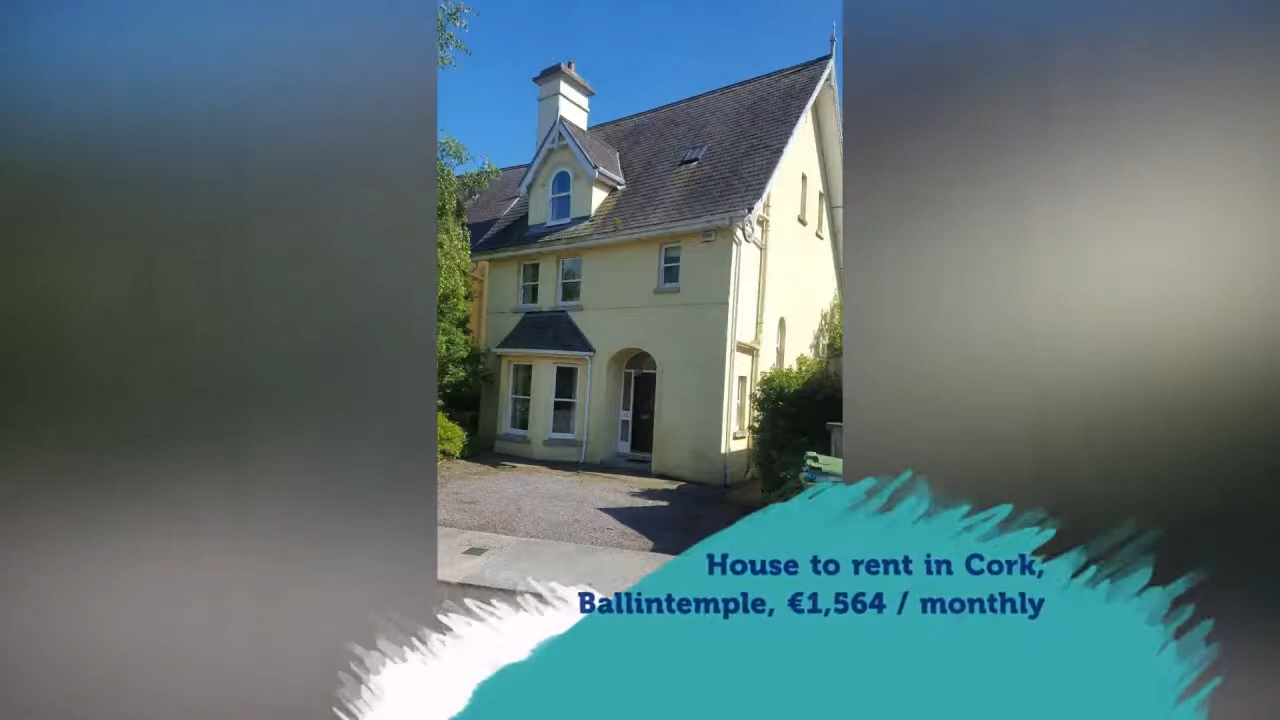 House to rent in Cork,
Ballintemple, €1,564 / monthly